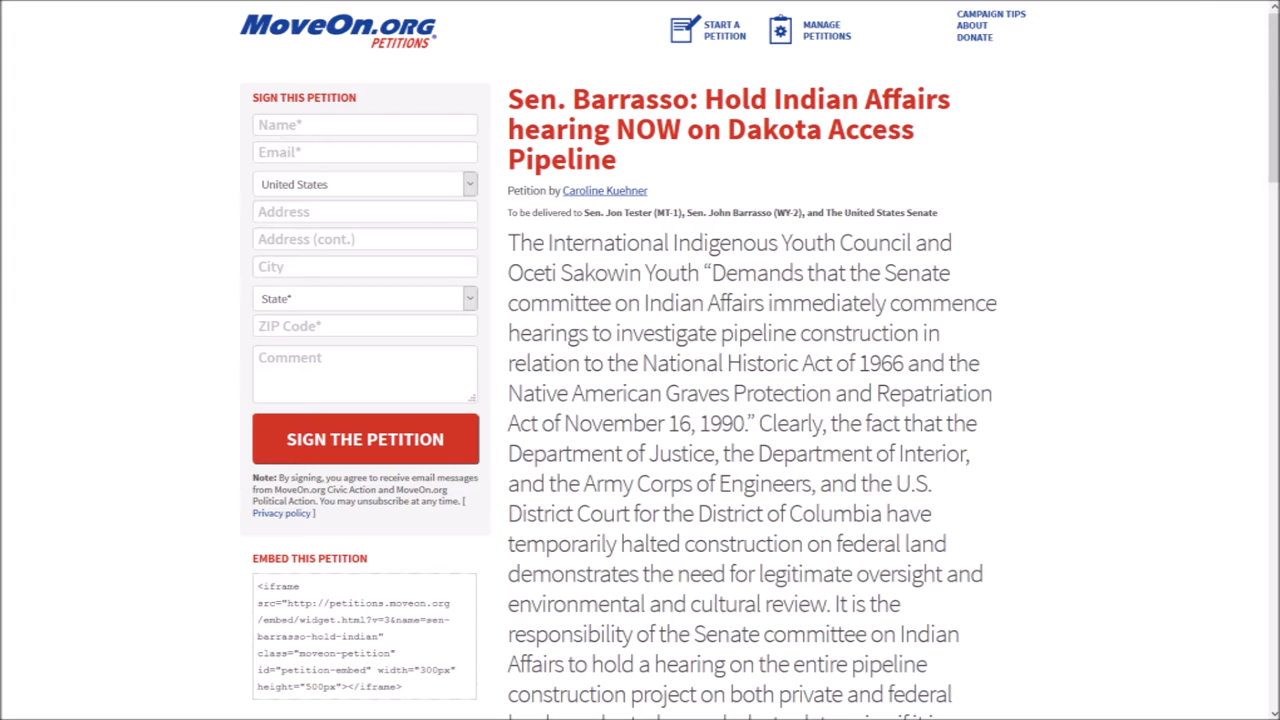 MoveOn.ORG
PETITIONS®
START A
PETITION
MANAGE
PETITIONS
CAMPAIGN TIPS
ABOUT
DONATE
SIGN THIS PETITION
Name*
Email*
United States
Address
Address (cont.)
City
State*
ZIP Code*
Comment
SIGN THE PETITION
Note: By signing, you agree to receive email messages
from MoveOn.org Civic Action and MoveOn.org
Political Action. You may unsubscribe at any time. [
Privacy policy ]
EMBED THIS PETITION
<iframe
src="http://petitions.moveon.org
/embed/widget.html?v=3&name=sen-
barrasso-hold-indian"
class="moveon-petition"
id="petition-embed" width="300px"
height="500px"></iframe>
Sen. Barrasso: Hold Indian Affairs
hearing NOW on Dakota Access
Pipeline
Petition by Caroline Kuehner
To be delivered to Sen. Jon Tester (MT-1), Sen. John Barrasso (WY-2), and The United States Senate
The International Indigenous Youth Council and
Oceti Sakowin Youth “Demands that the Senate
committee on Indian Affairs immediately commence
hearings to investigate pipeline construction in
relation to the National Historic Act of 1966 and the
Native American Graves Protection and Repatriation
Act of November 16, 1990.” Clearly, the fact that the
Department of Justice, the Department of Interior,
and the Army Corps of Engineers, and the U.S.
District Court for the District of Columbia have
temporarily halted construction on federal land
demonstrates the need for legitimate oversight and
environmental and cultural review. It is the
responsibility of the Senate committee on Indian
Affairs to hold a hearing on the entire pipeline
construction project on both private and federal